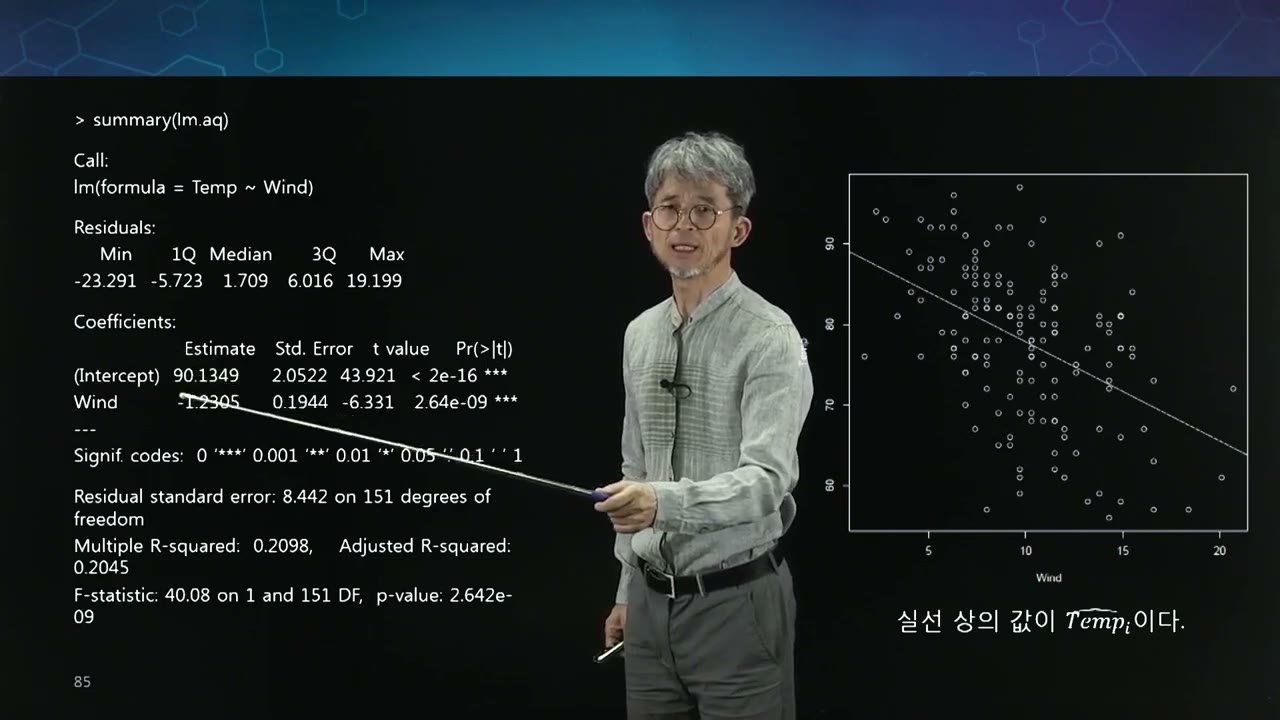 > summary(lm.aq)
Call:
lm(formula = Temp ~ Wind)
Residuals:
Min 1Q Median 3Q Max
-23.291 -5.723 1.709 6.016 19.199
Coefficients:
Estimate Std. Error t value Pr(>|t|)
(Intercept) 90.1349 2.0522 43.921 < 2e-16 ***
Wind -1.2305 0.1944 -6.331 2.64e-09 ***
---
Signif. codes: 0 '***' 0.001 '**' 0.01 '*' 0.05 '.' 0.1 ' ' 1
Residual standard error: 8.442 on 151 degrees of
freedom
Multiple R-squared: 0.2098, Adjusted R-squared:
0.2045
F-statistic: 40.08 on 1 and 151 DF, p-value: 2.642e-
09
85
90
80
70
60
5 10 15 20
Wind
실선 상의 값이 $\widehat{Temp}_i$이다.